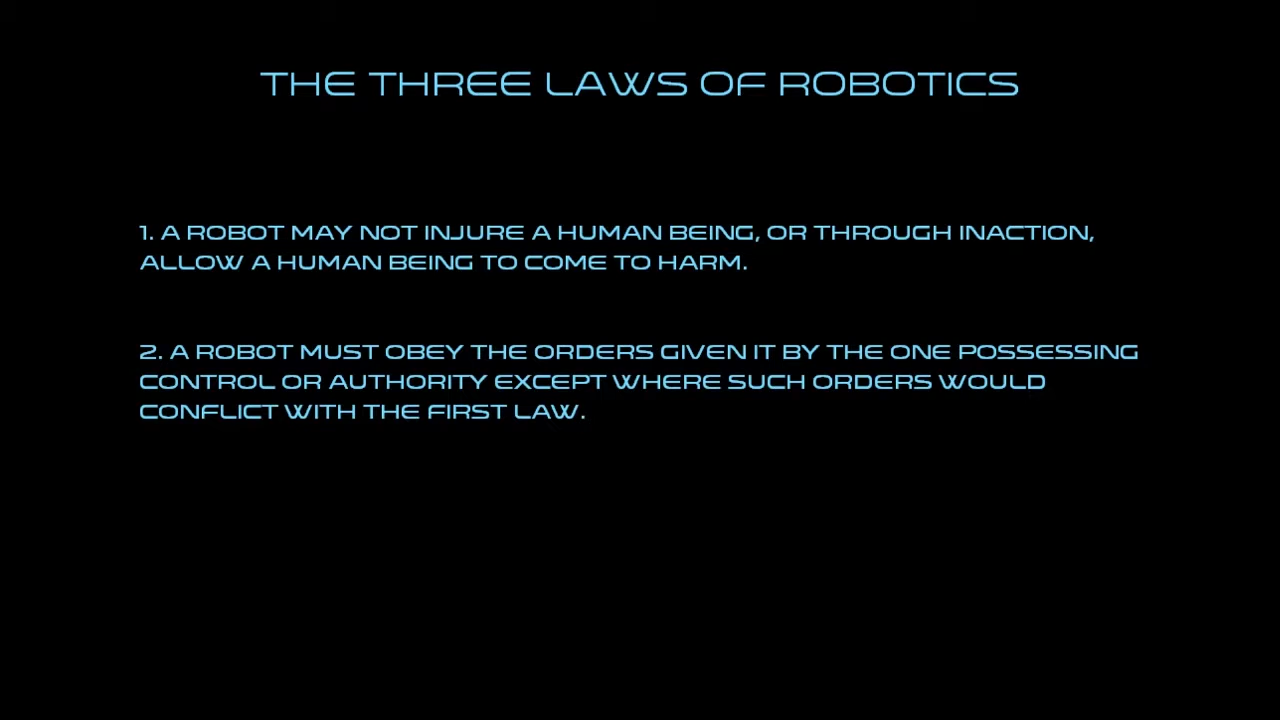 THE THREE LAWS OF ROBOTICS
1. A ROBOT MAY NOT INJURE A HUMAN BEING, OR THROUGH INACTION,
ALLOW A HUMAN BEING TO COME TO HARM.
2. A ROBOT MUST OBEY THE ORDERS GIVEN IT BY THE ONE POSSESSING
CONTROL OR AUTHORITY EXCEPT WHERE SUCH ORDERS WOULD
CONFLICT WITH THE FIRST LAW.